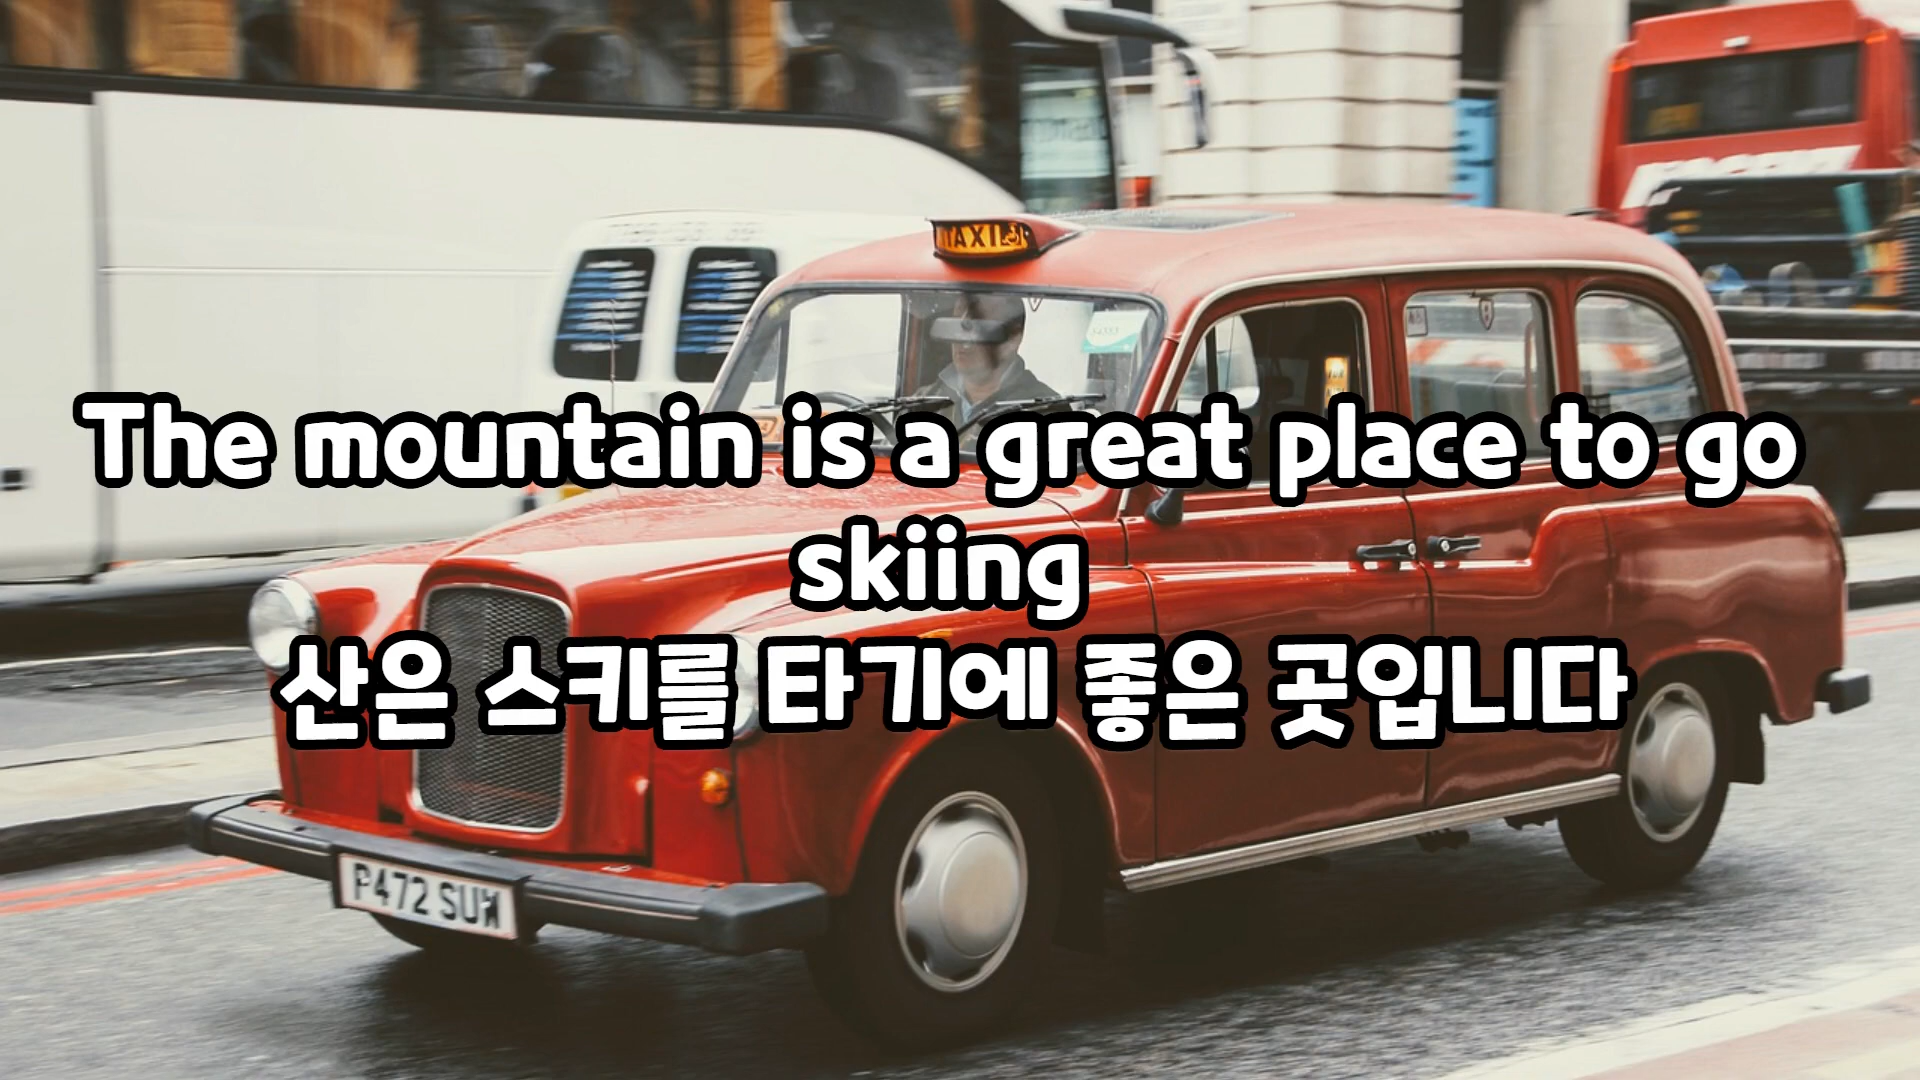 TAXI
The mountain is a great place to go
skiing
산은 스키를 타기에 좋은 곳입니다
P472 SUW